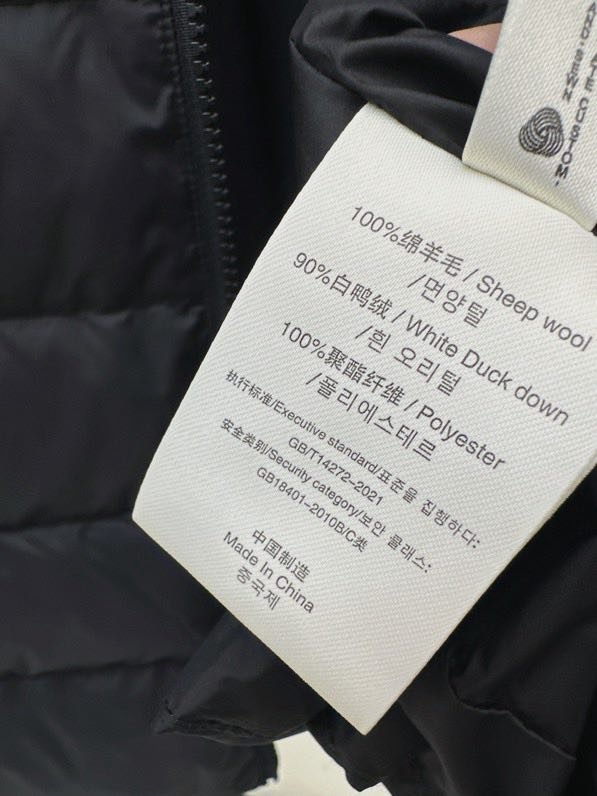 100%绵羊毛 / Sheep wool
/면양털
90%白鸭绒 / White Duck down
/흰 오리털
100%聚酯纤维 / Polyester
/폴리에스테르
执行标准/Executive standard/표준을 집행하다:
GB/T14272-2021
安全类别/Security category/보안 클래스:
GB18401-2010B/C类
中国制造
Made In China
중국제